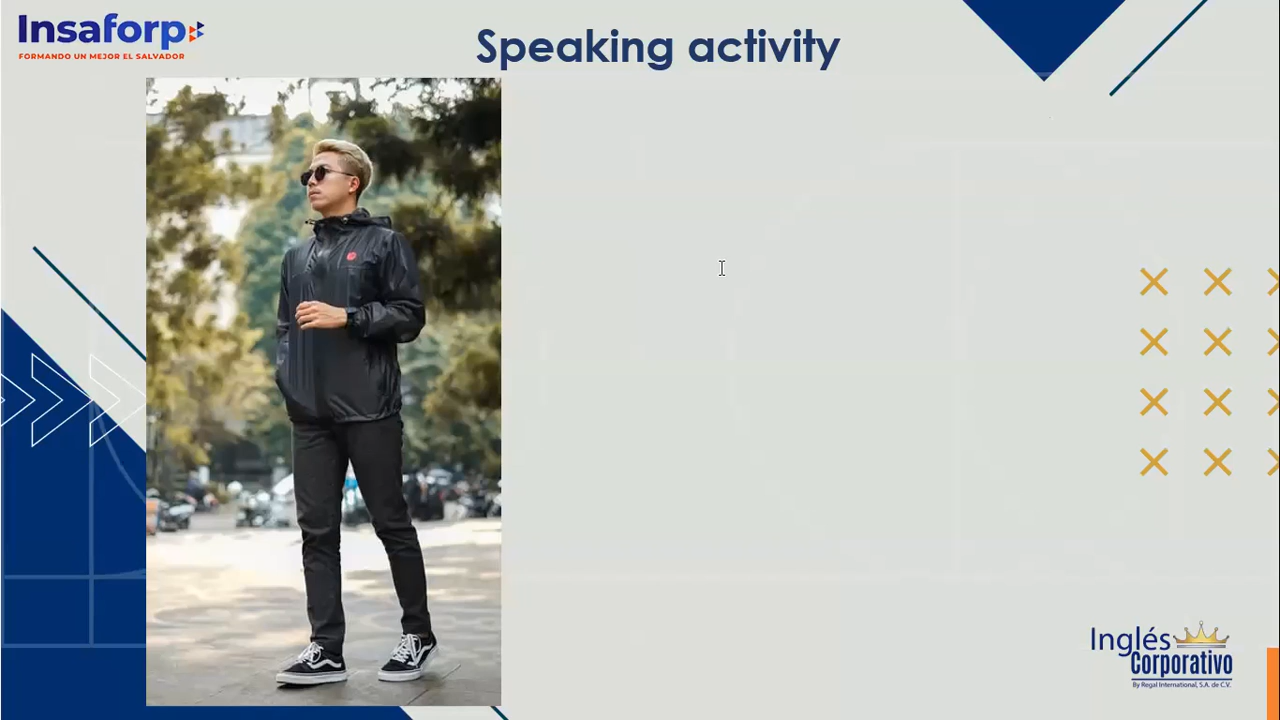 Insaforp
FORMANDO UN MEJOR EL SALVADOR
Speaking activity
Inglés
Corporativo
By Regal International, S.A. de C.V.